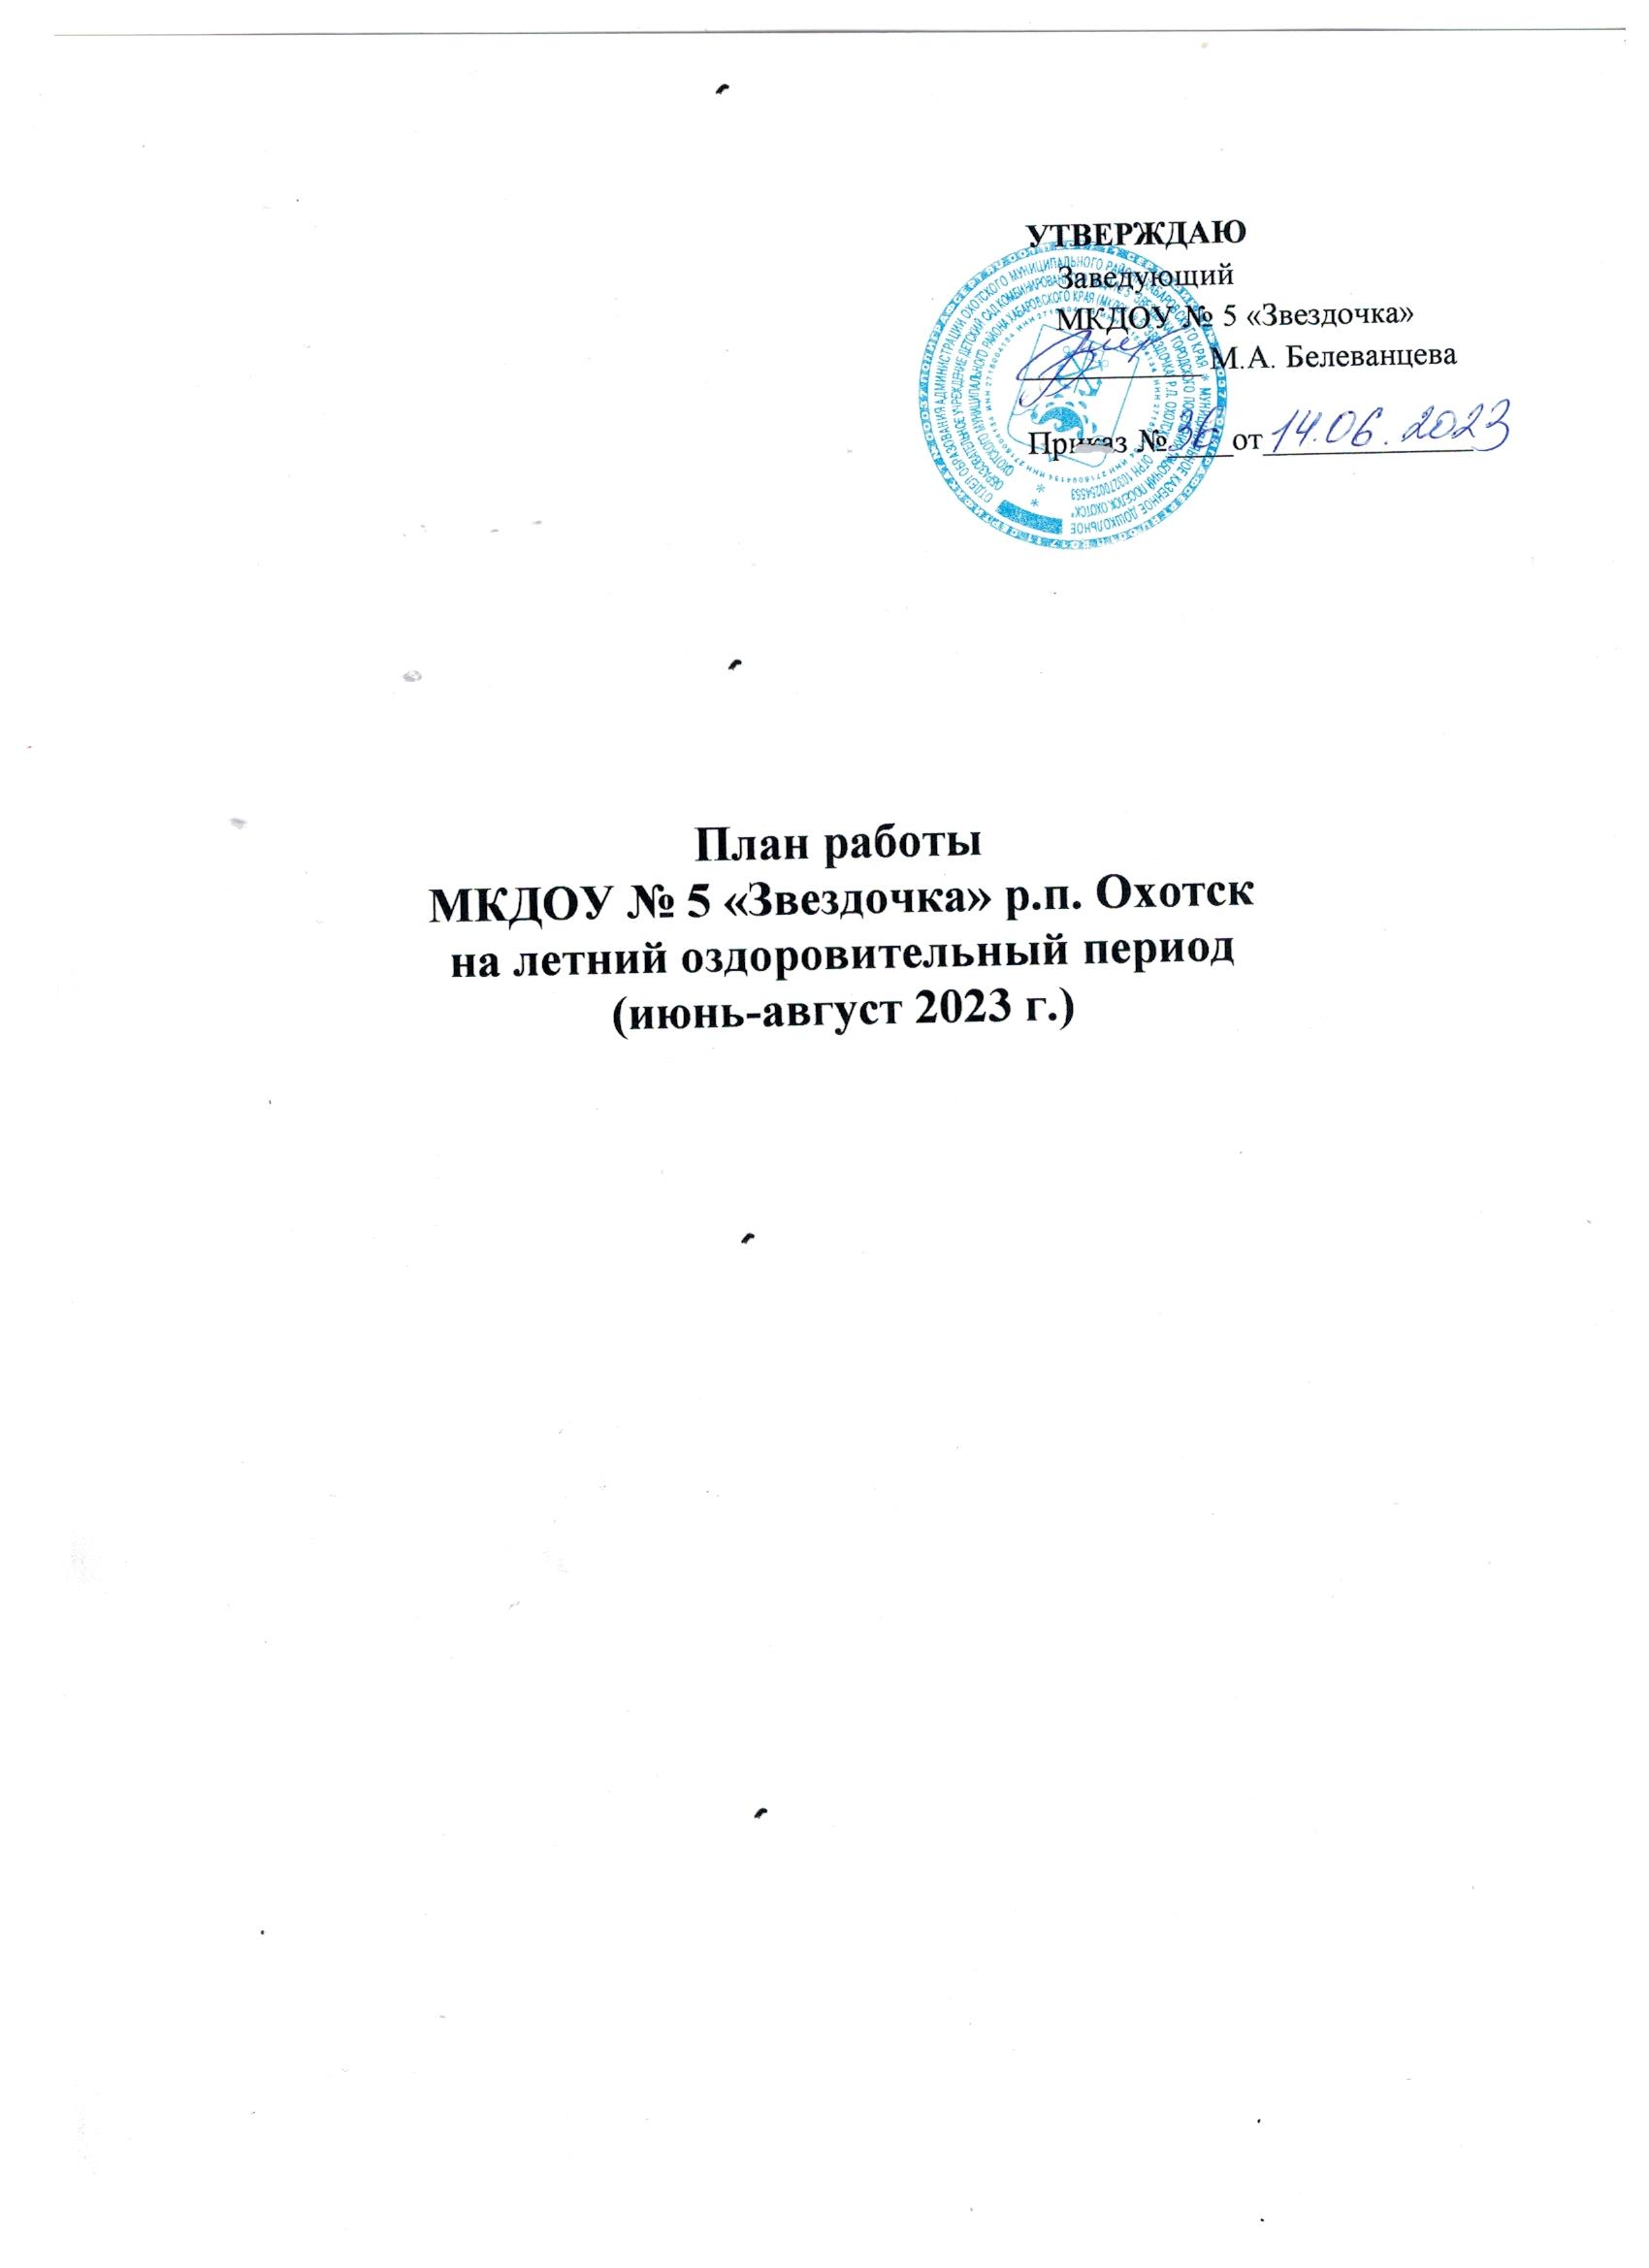 УТВЕРЖДАЮ
Заведующий
МКДОУ № 5 «Звездочка»
М.А. Белеванцева
Приказ № 36 от 14.06.2023
План работы
МКДОУ № 5 «Звездочка» р.п. Охотск
на летний оздоровительный период
(июнь-август 2023 г.)